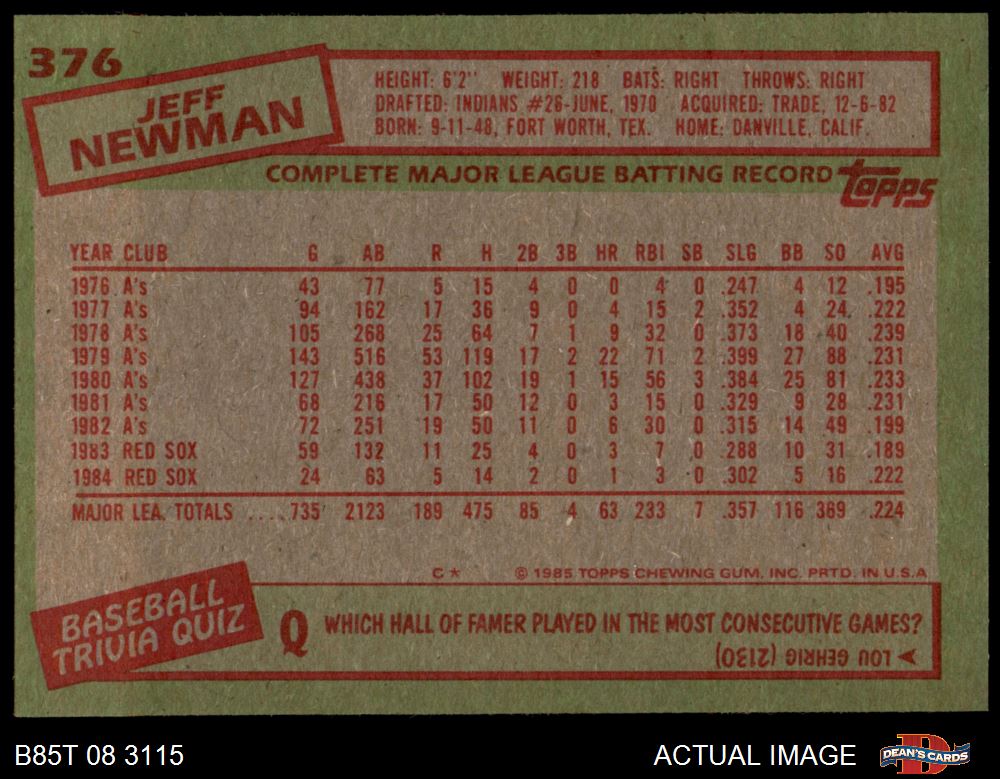 376
JEFF
NEWMAN
HEIGHT: 6'2" WEIGHT: 218 BATS: RIGHT THROWS: RIGHT
DRAFTED: INDIANS #26-JUNE, 1970 ACQUIRED: TRADE, 12-6-82
BORN: 9-11-48, FORT WORTH, TEX. HOME: DANVILLE, CALIF.
COMPLETE MAJOR LEAGUE BATTING RECORD topps
YEAR CLUB G AB R H 2B 3B HR RBI SB SLG BB SO AVG
1976 A's 43 77 5 15 4 0 0 4 0 .247 4 12 .195
1977 A's 94 162 17 36 9 0 4 15 2 .352 4 24 .222
1978 A's 105 268 25 64 7 1 9 32 0 .373 18 40 .239
1979 A's 143 516 53 119 17 2 22 71 2 .399 27 88 .231
1980 A's 127 438 37 102 19 1 15 56 3 .384 25 81 .233
1981 A's 68 216 17 50 12 0 3 15 0 .329 9 28 .231
1982 A's 72 251 19 50 11 0 6 30 0 .315 14 49 .199
1983 RED SOX 59 132 11 25 4 0 3 7 0 .288 10 31 .189
1984 RED SOX 24 63 5 14 2 0 1 3 0 .302 5 16 .222
MAJOR LEA. TOTALS ....735 2123 189 475 85 4 63 233 7 .357 116 369 .224
C* © 1985 TOPPS CHEWING GUM, INC. PRTD. IN U.S.A
BASEBALL
TRIVIA QUIZ
Q WHICH HALL OF FAMER PLAYED IN THE MOST CONSECUTIVE GAMES?
LOU GEHRIG (2130)
B85T 08 3115 ACTUAL IMAGE DEAN'S CARDS